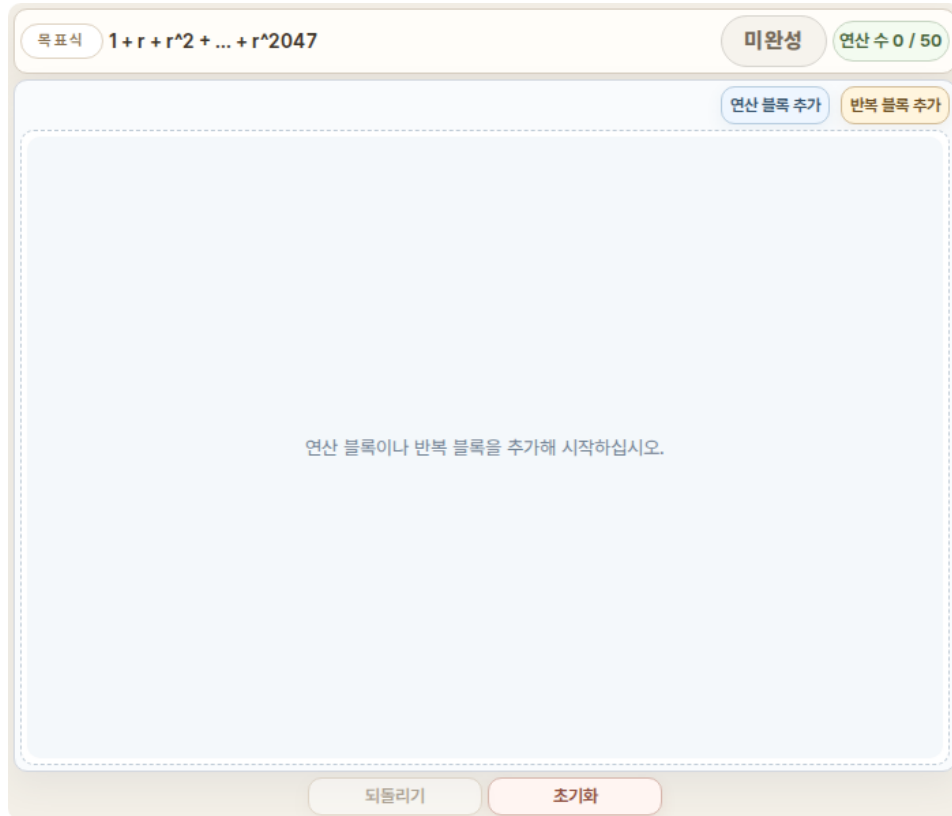 목표식 1 + r + r^2 + ... + r^2047 미완성 연산 수 0 / 50
연산 블록 추가 반복 블록 추가
연산 블록이나 반복 블록을 추가해 시작하십시오.
되돌리기 초기화